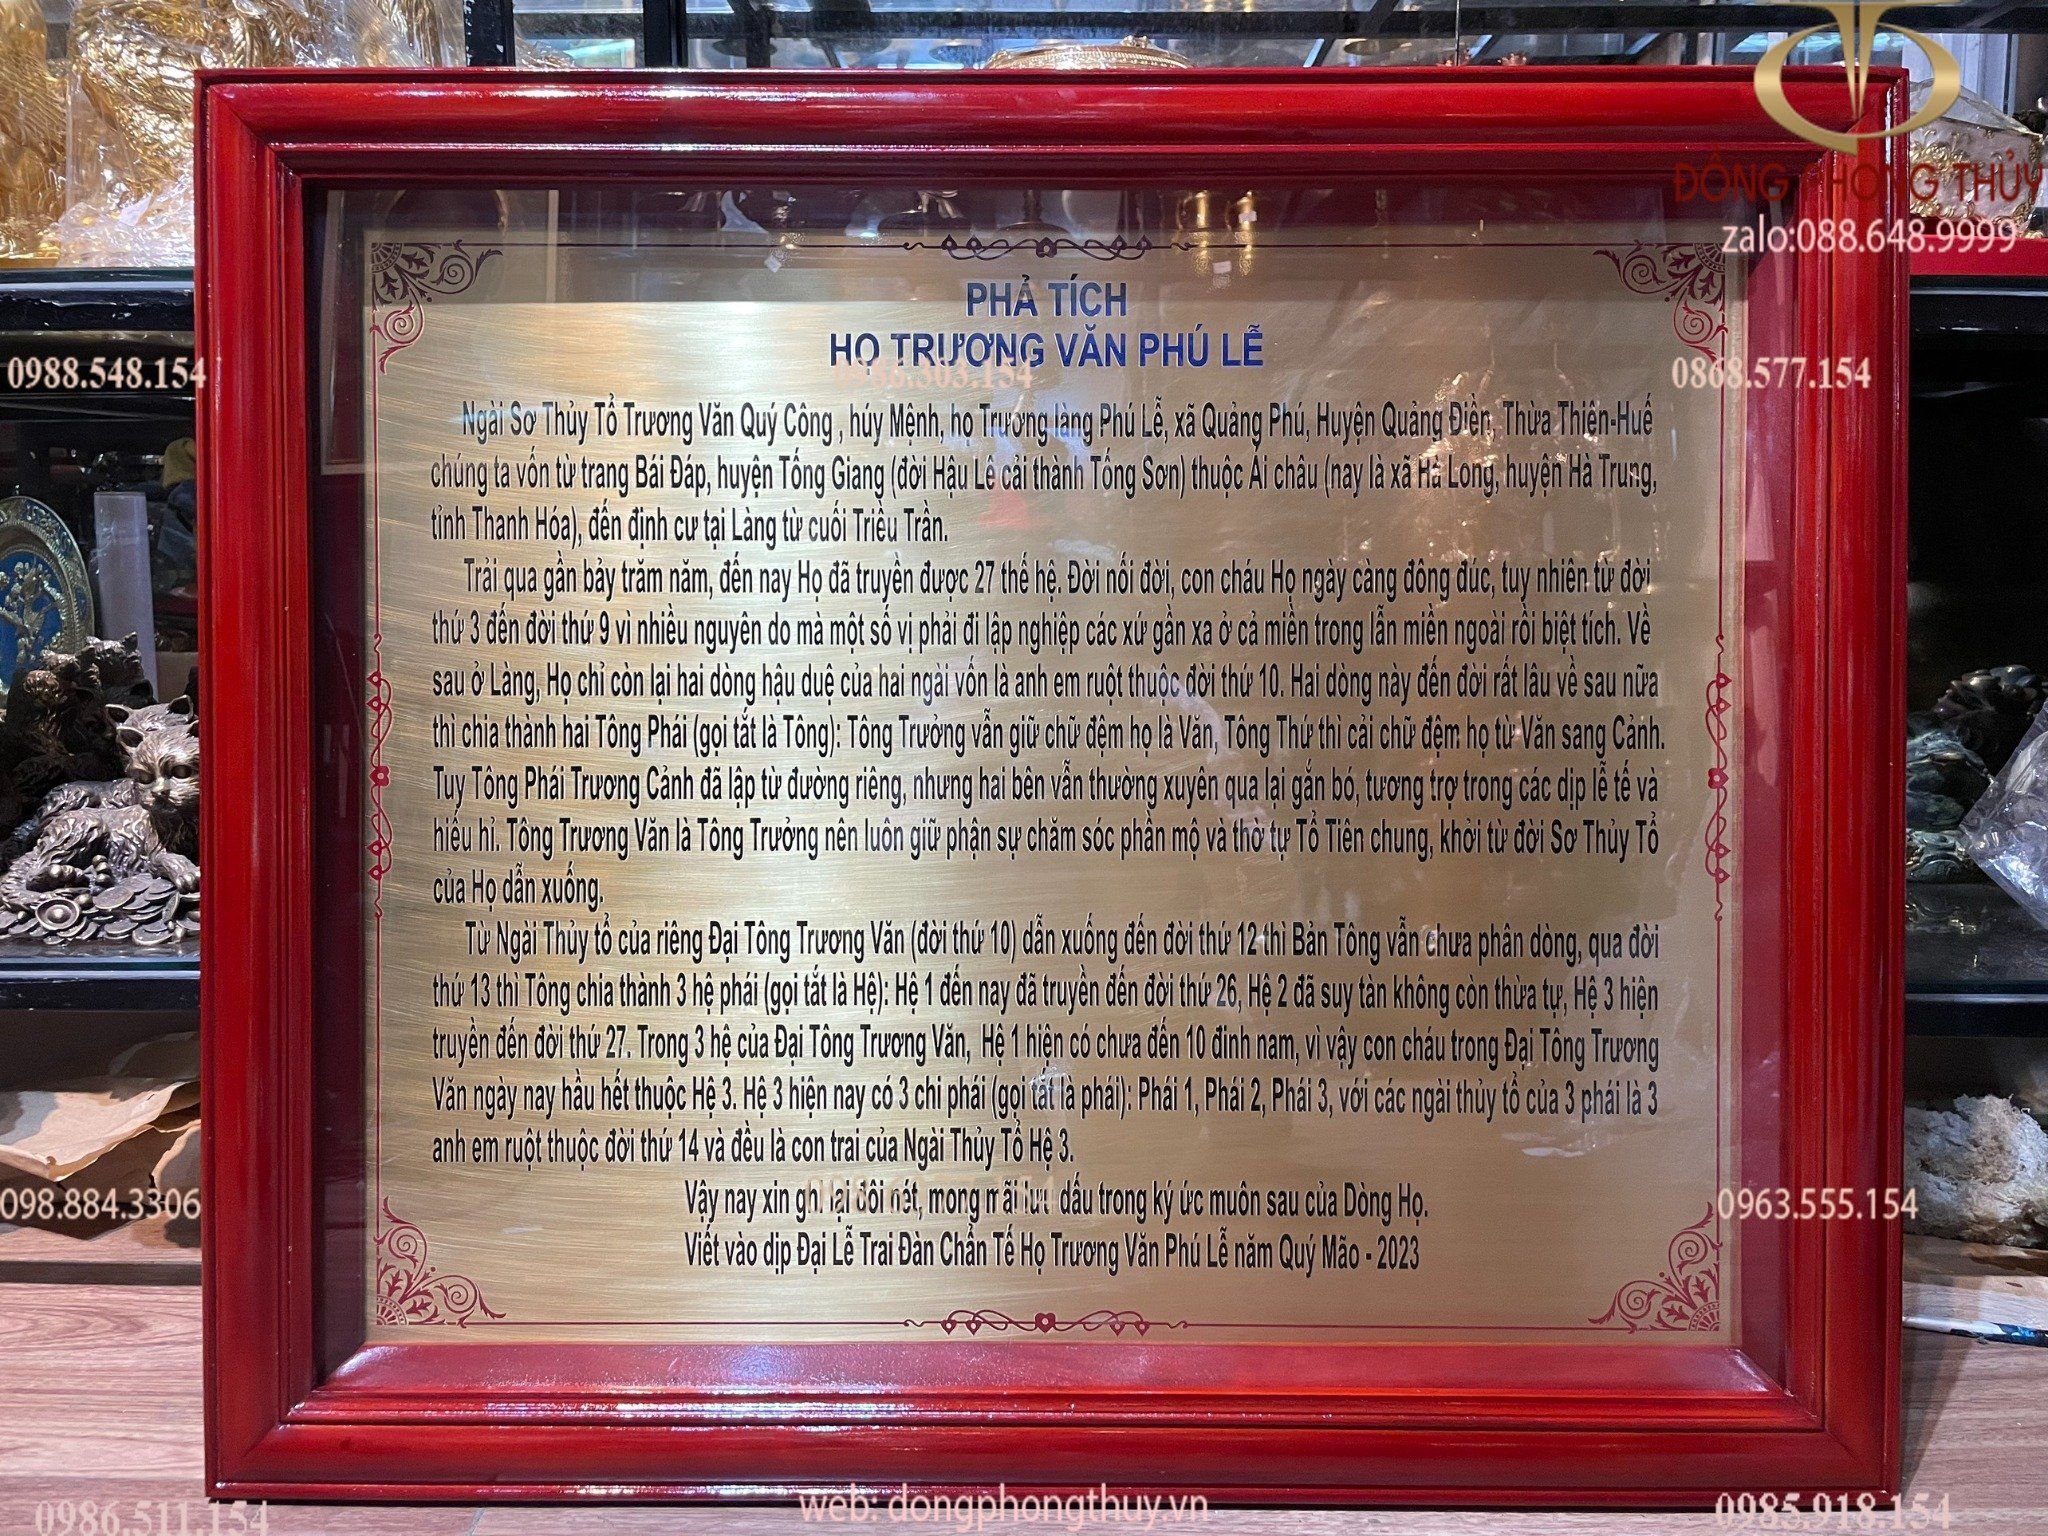 ĐỒNG PHONG THỦY
zalo:088.648.9999
PHẢ TÍCH
HỌ TRƯƠNG VĂN PHÚ LỄ
0988.548.154
0986.303.154
0868.577.154
Ngài Sơ Thủy Tổ Trương Văn Quý Công , húy Mệnh, họ Trương làng Phú Lễ, xã Quảng Phú, Huyện Quảng Điền, Thừa Thiên-Huế
chúng ta vốn từ trang Bái Đáp, huyện Tống Giang (đời Hậu Lê cải thành Tống Sơn) thuộc Ái châu (nay là xã Hà Long, huyện Hà Trung,
tỉnh Thanh Hóa), đến định cư tại Làng từ cuối Triều Trần.
Trải qua gần bảy trăm năm, đến nay Họ đã truyền được 27 thế hệ. Đời nối đời, con cháu Họ ngày càng đông đúc, tuy nhiên từ đời
thứ 3 đến đời thứ 9 vì nhiều nguyên do mà một số vị phải đi lập nghiệp các xứ gần xa ở cả miền trong lẫn miền ngoài rồi biệt tích. Về
sau ở Làng, Họ chỉ còn lại hai dòng hậu duệ của hai ngài vốn là anh em ruột thuộc đời thứ 10. Hai dòng này đến đời rất lâu về sau nữa
thì chia thành hai Tông Phái (gọi tắt là Tông): Tông Trưởng vẫn giữ chữ đệm họ là Văn, Tông Thứ thì cải chữ đệm họ từ Văn sang Cảnh.
Tuy Tông Phái Trương Cảnh đã lập từ đường riêng, nhưng hai bên vẫn thường xuyên qua lại gắn bó, tương trợ trong các dịp lễ tế và
hiếu hỉ. Tông Trương Văn là Tông Trưởng nên luôn giữ phận sự chăm sóc phần mộ và thờ tự Tổ Tiên chung, khởi từ đời Sơ Thủy Tổ
của Họ dẫn xuống.
Từ Ngài Thủy tổ của riêng Đại Tông Trương Văn (đời thứ 10) dẫn xuống đến đời thứ 12 thì Bản Tông vẫn chưa phân dòng, qua đời
thứ 13 thì Tông chia thành 3 hệ phái (gọi tắt là Hệ): Hệ 1 đến nay đã truyền đến đời thứ 26, Hệ 2 đã suy tàn không còn thừa tự, Hệ 3 hiện
truyền đến đời thứ 27. Trong 3 hệ của Đại Tông Trương Văn, Hệ 1 hiện có chưa đến 10 đinh nam, vì vậy con cháu trong Đại Tông Trương
Văn ngày nay hầu hết thuộc Hệ 3. Hệ 3 hiện nay có 3 chi phái (gọi tắt là phái): Phái 1, Phái 2, Phái 3, với các ngài thủy tổ của 3 phái là 3
anh em ruột thuộc đời thứ 14 và đều là con trai của Ngài Thủy Tổ Hệ 3.
Vậy nay xin ghi lại đôi nét, mong mãi lưu dấu trong ký ức muôn sau của Dòng Họ.
Viết vào dịp Đại Lễ Trai Đàn Chẩn Tế Họ Trương Văn Phú Lễ năm Quý Mão - 2023
098.884.3306
0963.555.154
0986.511.154
web: dongphongthuy.vn
0985.918.154